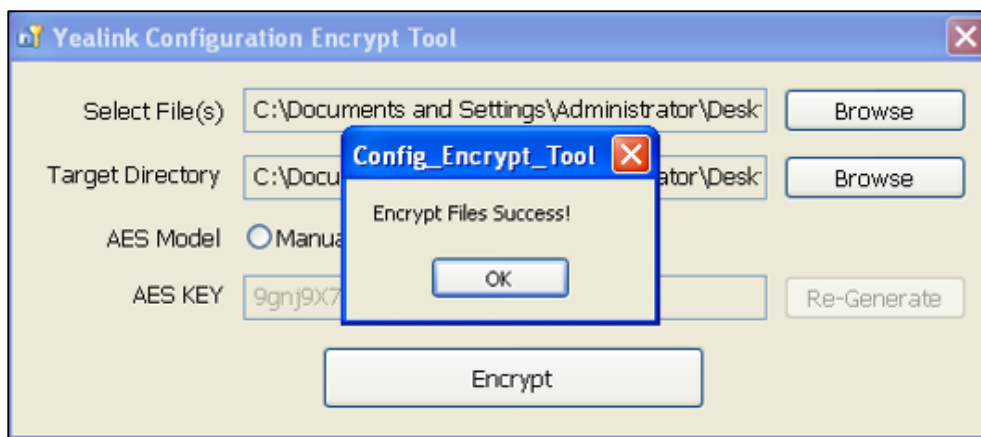 Yealink Configuration Encrypt Tool
Select File(s) C:\Documents and Settings\Administrator\Desk Browse
Config_Encrypt_Tool
Target Directory C:\Docu ator\Desk Browse
Encrypt Files Success!
AES Model Manua
OK
AES KEY 9gnj9X7 Re-Generate
Encrypt